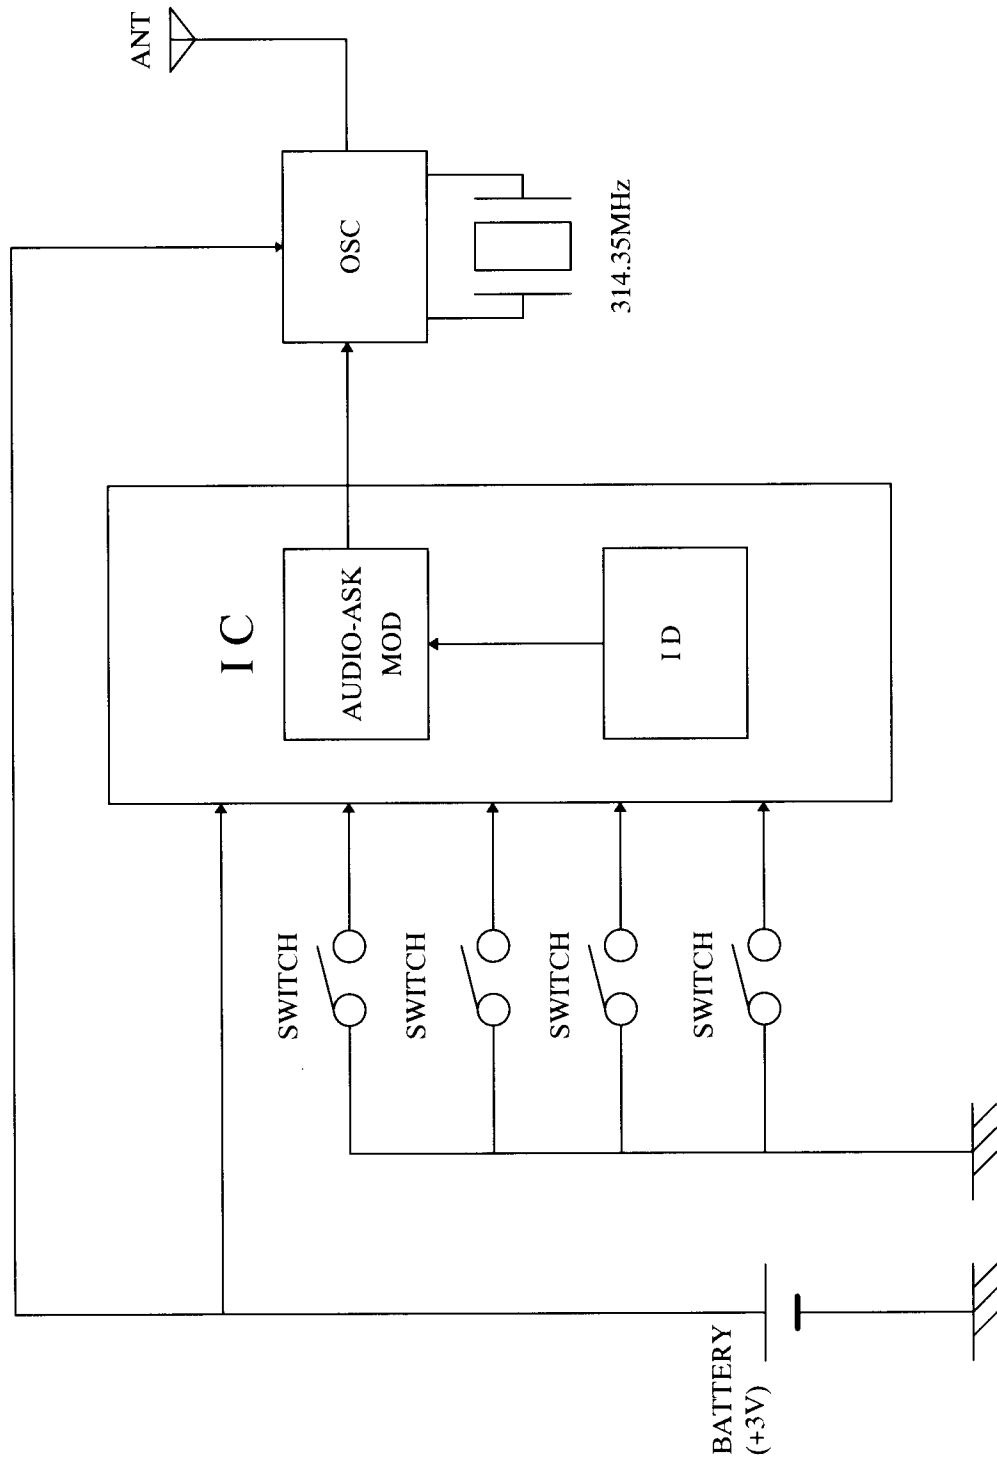 ANT
OSC
314.35MHz
I C
AUDIO-ASK
MOD
I D
SWITCH
SWITCH
SWITCH
SWITCH
BATTERY
(+3V)